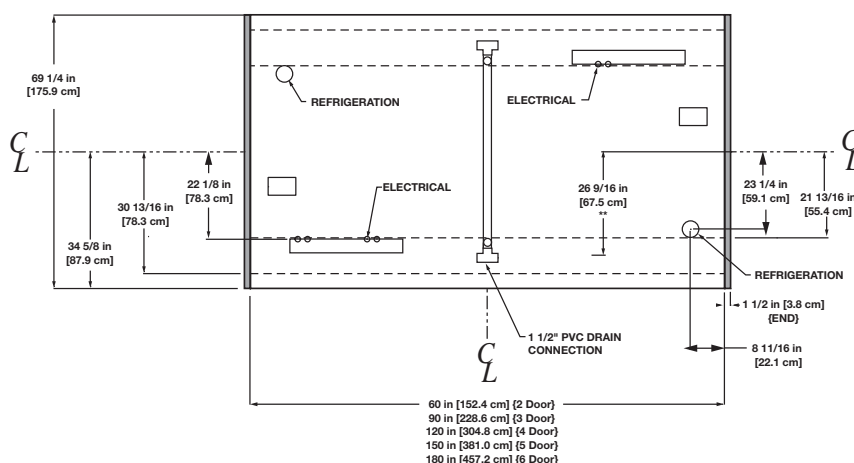 69 1/4 in
[175.9 cm]
REFRIGERATION
ELECTRICAL
CL
CL
22 1/8 in
[78.3 cm]
ELECTRICAL
26 9/16 in
[67.5 cm]
**
23 1/4 in
[59.1 cm]
21 13/16 in
[55.4 cm]
30 13/16 in
[78.3 cm]
34 5/8 in
[87.9 cm]
REFRIGERATION
1 1/2 in [3.8 cm]
{END}
1 1/2" PVC DRAIN
CONNECTION
CL
8 11/16 in
[22.1 cm]
60 in [152.4 cm] {2 Door}
90 in [228.6 cm] {3 Door}
120 in [304.8 cm] {4 Door}
150 in [381.0 cm] {5 Door}
180 in [457.2 cm] {6 Door}